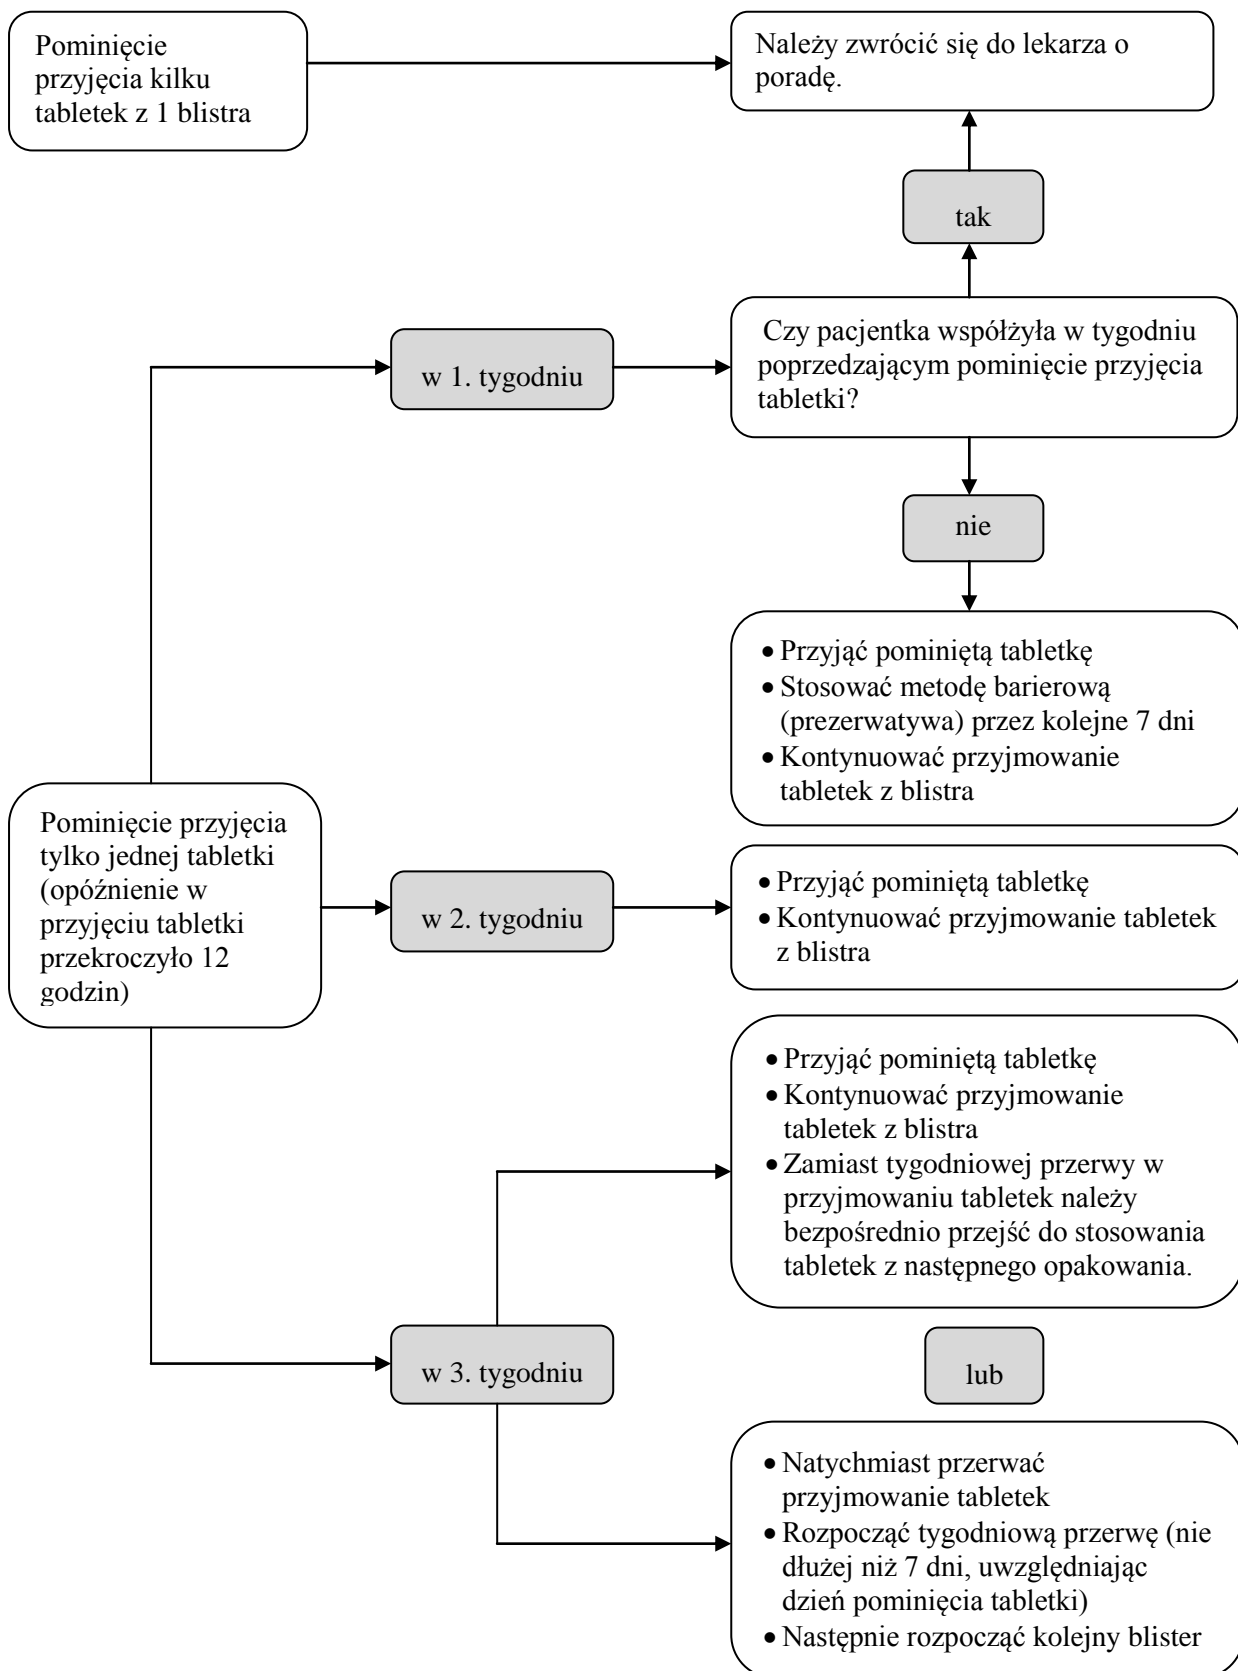 Pominięcie
przyjęcia kilku
tabletek z 1 blistra
Należy zwrócić się do lekarza o
poradę.
tak
w 1. tygodniu
Czy pacjentka współżyła w tygodniu
poprzedzającym pominięcie przyjęcia
tabletki?
nie
• Przyjąć pominiętą tabletkę
• Stosować metodę barierową
(prezerwatywa) przez kolejne 7 dni
• Kontynuować przyjmowanie
tabletek z blistra
Pominięcie przyjęcia
tylko jednej tabletki
(opóźnienie w
przyjęciu tabletki
przekroczyło 12
godzin)
w 2. tygodniu
• Przyjąć pominiętą tabletkę
• Kontynuować przyjmowanie tabletek
z blistra
• Przyjąć pominiętą tabletkę
• Kontynuować przyjmowanie
tabletek z blistra
• Zamiast tygodniowej przerwy w
przyjmowaniu tabletek należy
bezpośrednio przejść do stosowania
tabletek z następnego opakowania.
w 3. tygodniu
lub
• Natychmiast przerwać
przyjmowanie tabletek
• Rozpocząć tygodniową przerwę (nie
dłużej niż 7 dni, uwzględniając
dzień pominięcia tabletki)
• Następnie rozpocząć kolejny blister